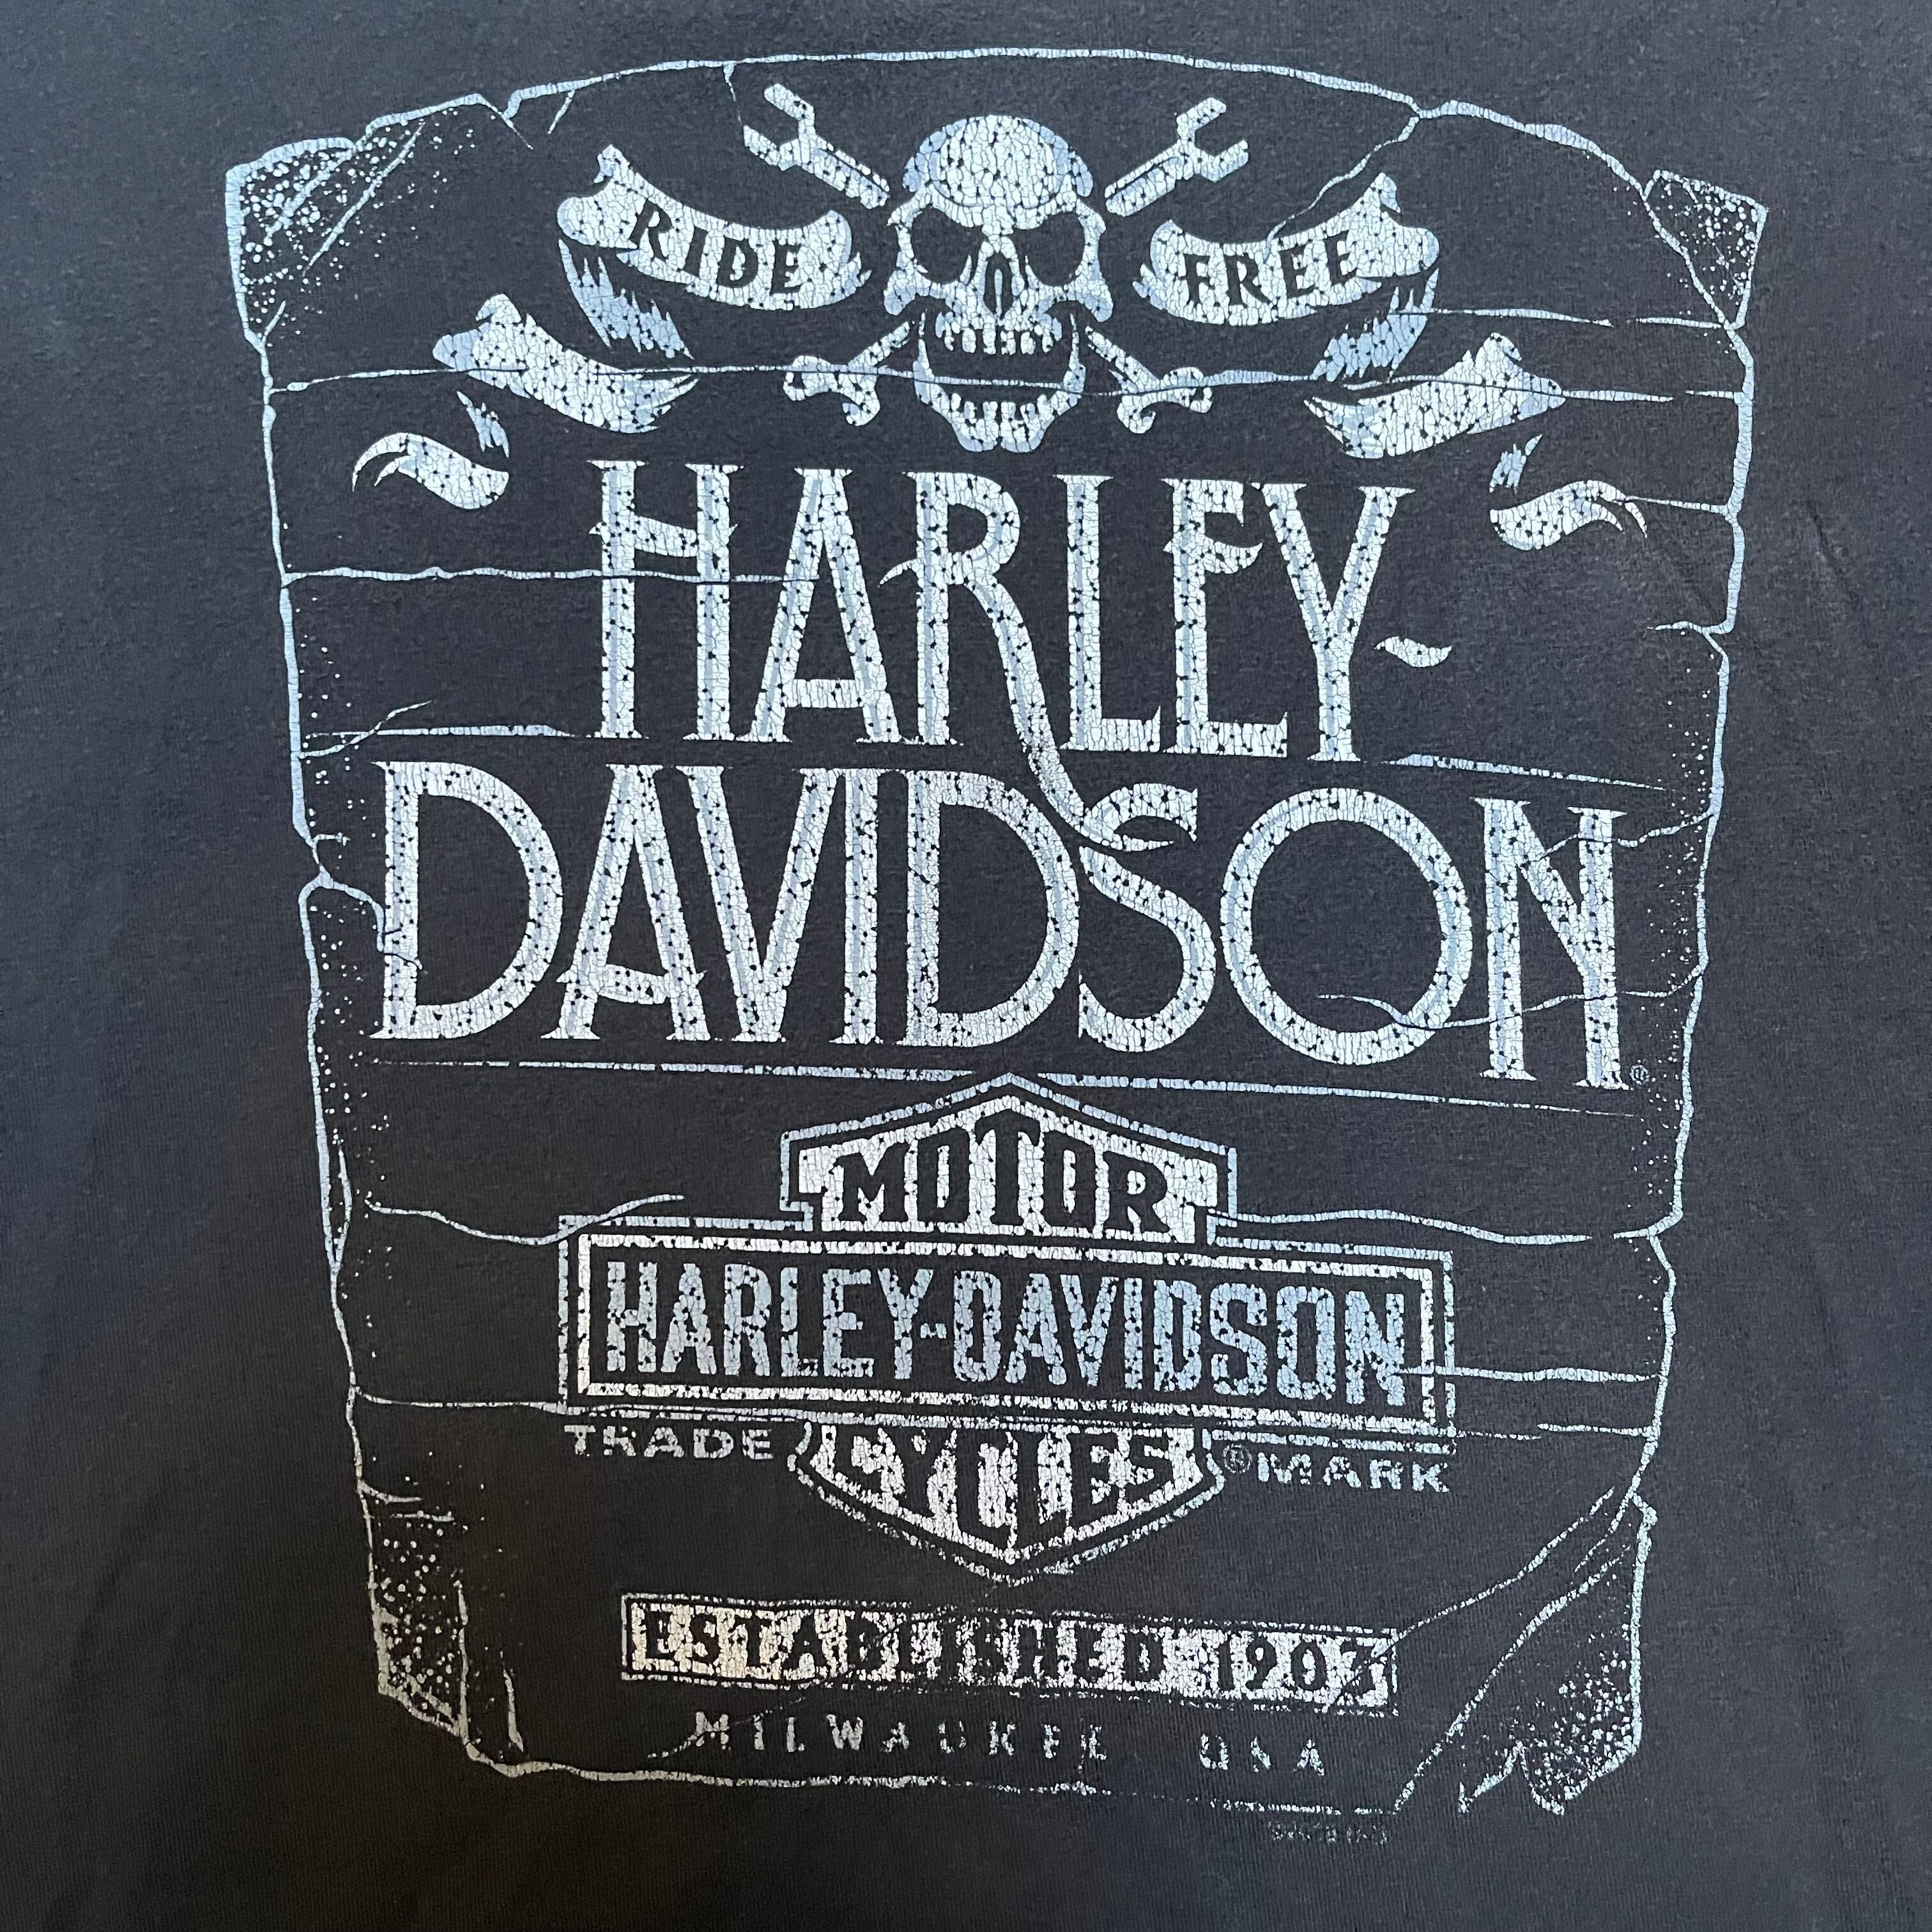 RIDE FREE
HARLEY-
DAVIDSON®
MOTOR
HARLEY-DAVIDSON
TRADE CYCLES ®MARK
ESTABLISHED 1903
MILWAUKEE USA